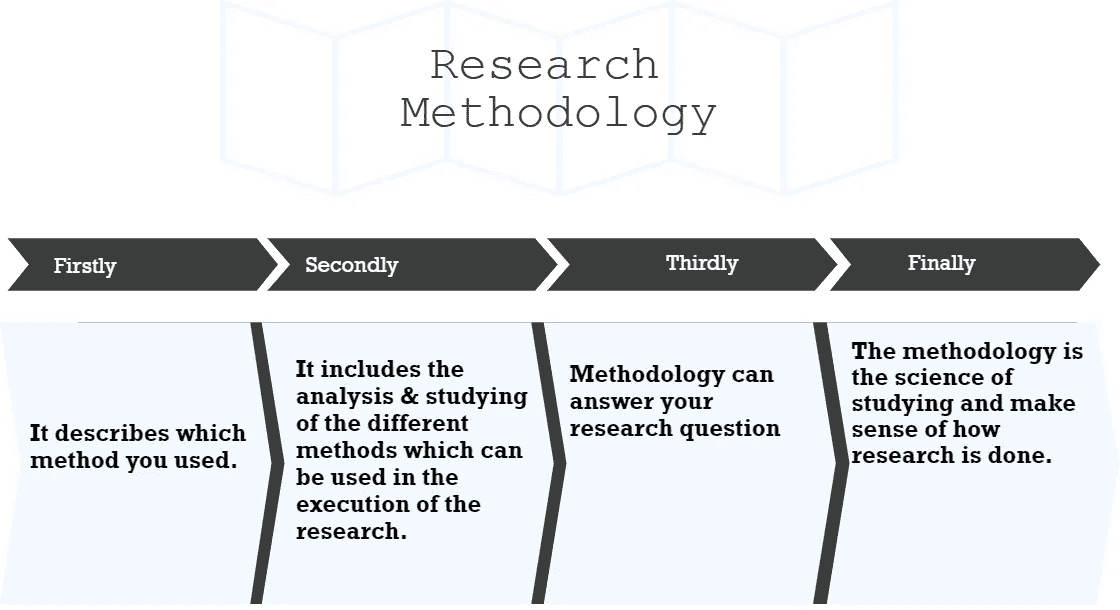 Research
Methodology
Firstly
Secondly
Thirdly
Finally
It describes which
method you used.
It includes the
analysis & studying
of the different
methods which can
be used in the
execution of the
research.
Methodology can
answer your
research question
The methodology is
the science of
studying and make
sense of how
research is done.